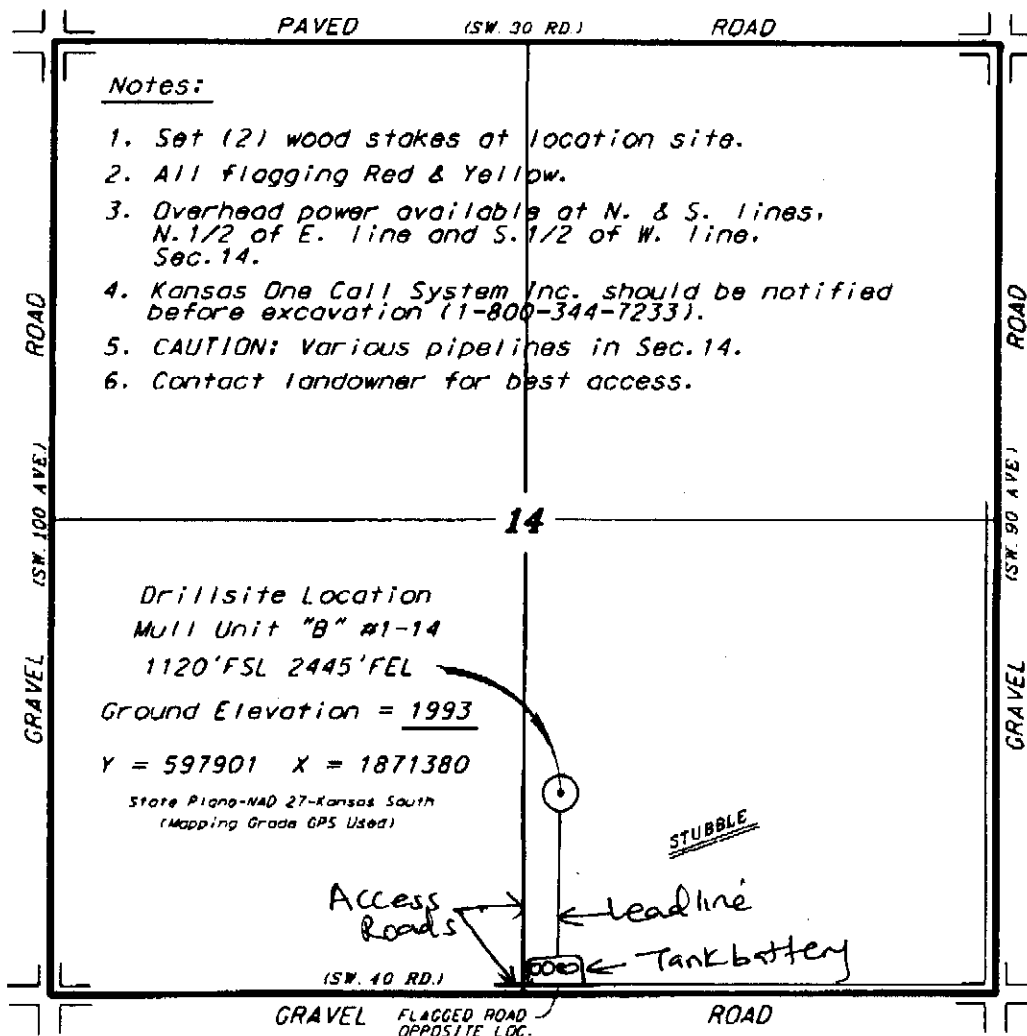 PAVED (SW. 30 RD.) ROAD
Notes:
1. Set (2) wood stakes at location site.
2. All flagging Red & Yellow.
3. Overhead power available at N. & S. lines,
N.1/2 of E. line and S.1/2 of W. line.
Sec.14.
4. Kansas One Call System Inc. should be notified
before excavation (1-800-344-7233).
5. CAUTION: Various pipelines in Sec.14.
6. Contact landowner for best access.
GRAVEL (SW. 100 AVE.) ROAD
GRAVEL (SW. 90 AVE) ROAD
14
Drillsite Location
Mull Unit "B" #1-14
1120'FSL 2445'FEL
Ground Elevation = 1993
Y = 597901 X = 1871380
State Plane-NAD 27-Kansas South
(Mapping Grade GPS Used)
STUBBLE
Access
Roads
Leadline
Tank battery
(SW. 40 RD.)
GRAVEL FLAGGED ROAD ROAD
OPPOSITE LOC.